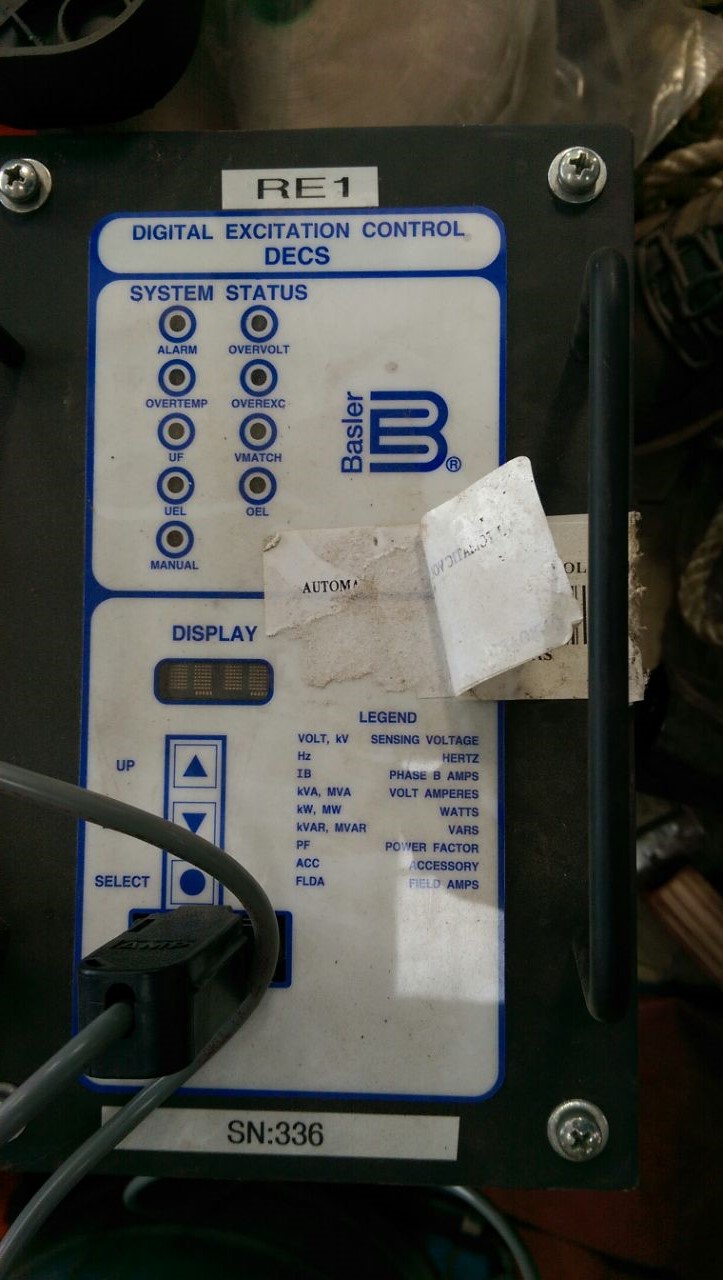 RE1
DIGITAL EXCITATION CONTROL
DECS
SYSTEM STATUS
ALARM OVERVOLT
OVERTEMP OVEREXC
UF VMATCH
UEL OEL
MANUAL
Basler
B®
AUTOMA
OL
DISPLAY
LEGEND
VOLT, kV SENSING VOLTAGE
Hz HERTZ
IB PHASE B AMPS
kVA, MVA VOLT AMPERES
kW, MW WATTS
kVAR, MVAR VARS
PF POWER FACTOR
ACC ACCESSORY
FLDA FIELD AMPS
UP
SELECT
AMP
SN:336